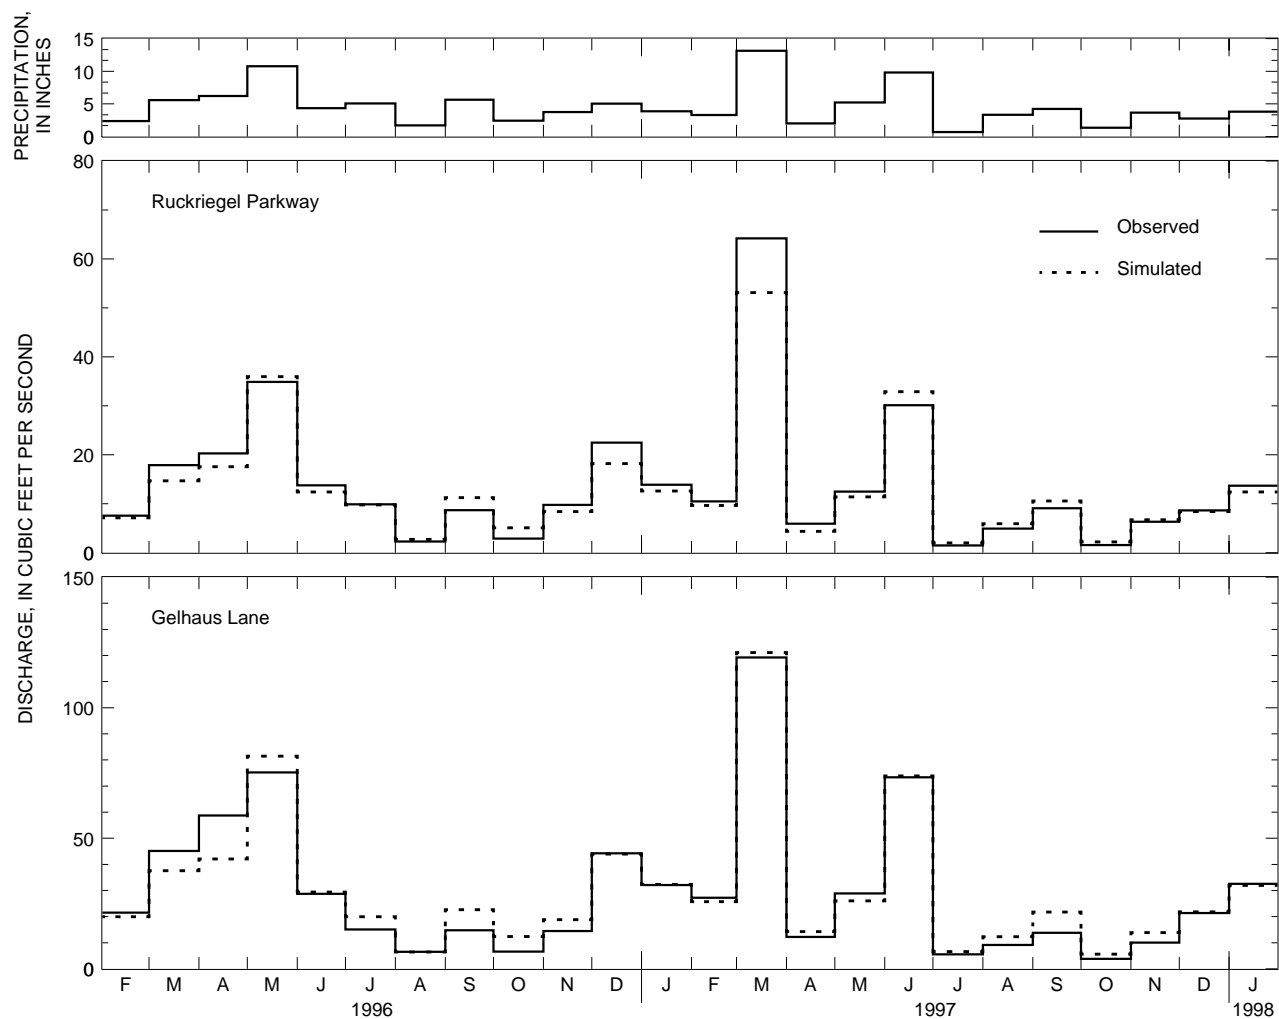 PRECIPITATION,
IN INCHES
15
10
5
0
DISCHARGE, IN CUBIC FEET PER SECOND
80
60
40
20
0
Ruckriegel Parkway
Observed
Simulated
150
100
50
0
Gelhaus Lane
F M A M J J A S O N D J F M A M J J A S O N D J
1996 1997 1998